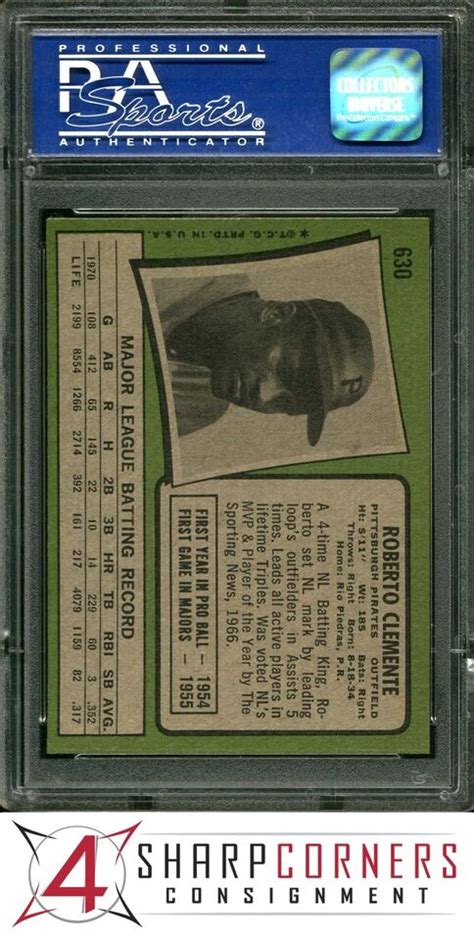 PROFESSIONAL
PSA
Sports®
AUTHENTICATOR
COLLECTORS
UNIVERSE
630
*©T.C.G. PRTD. IN U.S.A.
ROBERTO CLEMENTE
PITTSBURGH PIRATES OUTFIELD
Ht: 5'11" Wt: 185 Bats: Right
Throws: Right Born: 8-18-34
Home: Rio Piedras, P.R.
A 4-time NL Batting King, Ro-
berto set NL mark by leading
loop's outfielders in Assists 5
times. Leads all active players in
lifetime Triples. Was voted NL's
MVP & Player of the Year by The
Sporting News, 1966.
FIRST YEAR IN PRO BALL — 1954
FIRST GAME IN MAJORS — 1955
P
MAJOR LEAGUE BATTING RECORD
G AB R H 2B 3B HR TB RBI SB AVG.
1970 108 412 65 145 22 10 14 229 60 3 .352
LIFE 2199 8554 1266 2714 392 161 217 4079 1159 82 .317
4 SHARPCORNERS
CONSIGNMENT